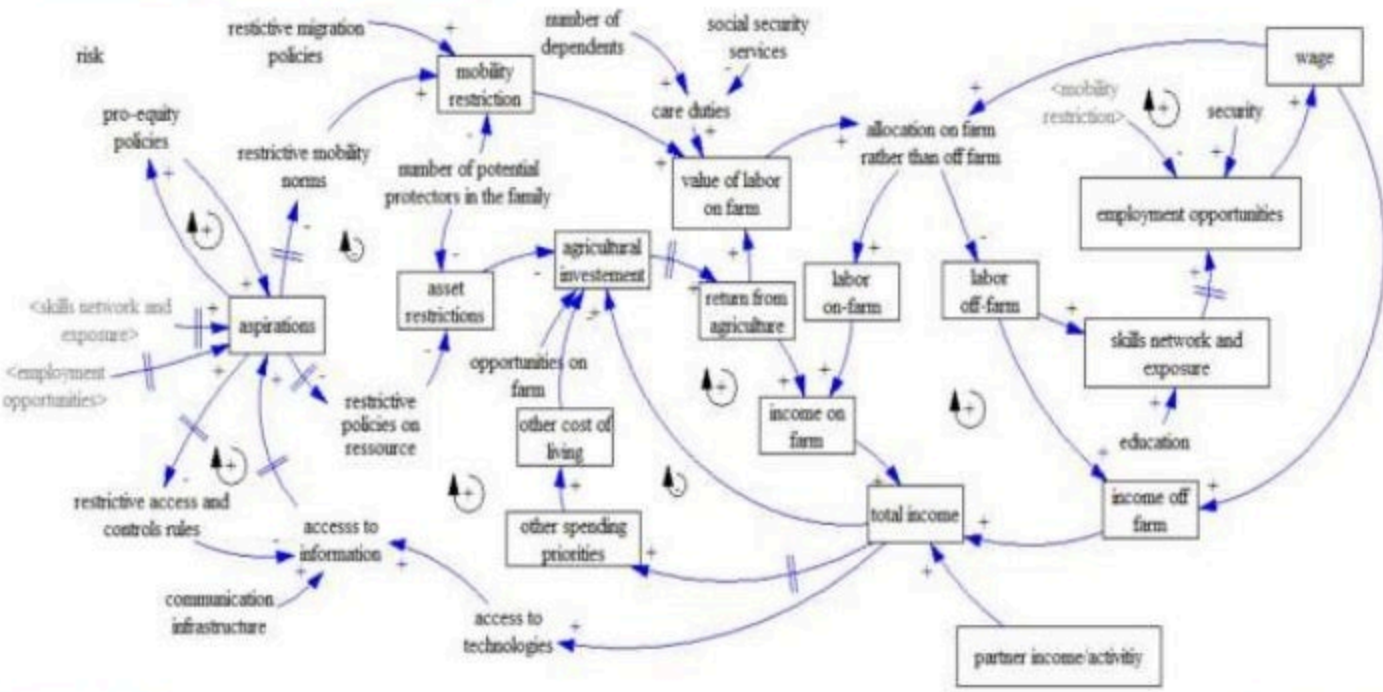 restictive migration
policies
number of
dependents
social security
services
risk
mobility
restriction
wage
<mobility
restriction>
security
pro-equity
policies
care duties
allocation on farm
rather than off farm
restrictive mobility
norms
number of potential
protectors in the family
value of labor
on farm
employment opportunities
agricultural
investement
asset
restrictions
return from
agriculture
labor
on-farm
labor
off-farm
<skills network and
exposure>
aspirations
skills network and
exposure
<employment
opportunities>
opportunities on
farm
restrictive
policies on
ressource
other cost of
living
income on
farm
education
restrictive access and
controls rules
accesss to
information
other spending
priorities
total income
income off
farm
communication
infrastructure
access to
technologies
partner income/activitiy